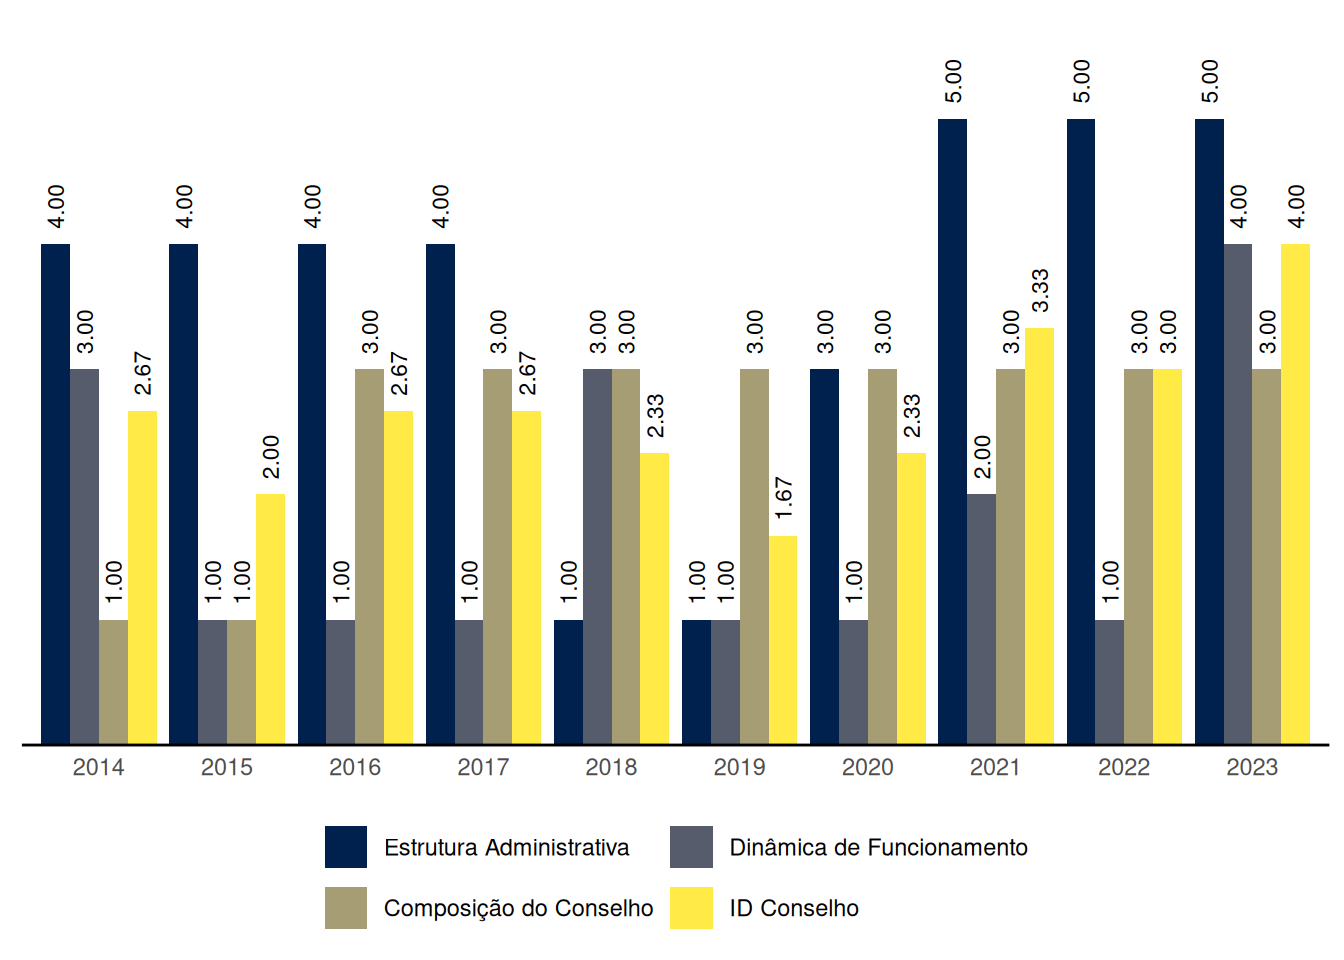 4.00 3.00 1.00 2.67 4.00 1.00 1.00 2.00 4.00 1.00 3.00 2.67 4.00 1.00 3.00 2.67 1.00 3.00 3.00 2.33 1.00 1.00 3.00 1.67 3.00 1.00 3.00 2.33 5.00 2.00 3.00 3.33 5.00 1.00 3.00 3.00 5.00 4.00 3.00 4.00
2014 2015 2016 2017 2018 2019 2020 2021 2022 2023
Estrutura Administrativa Dinâmica de Funcionamento
Composição do Conselho ID Conselho